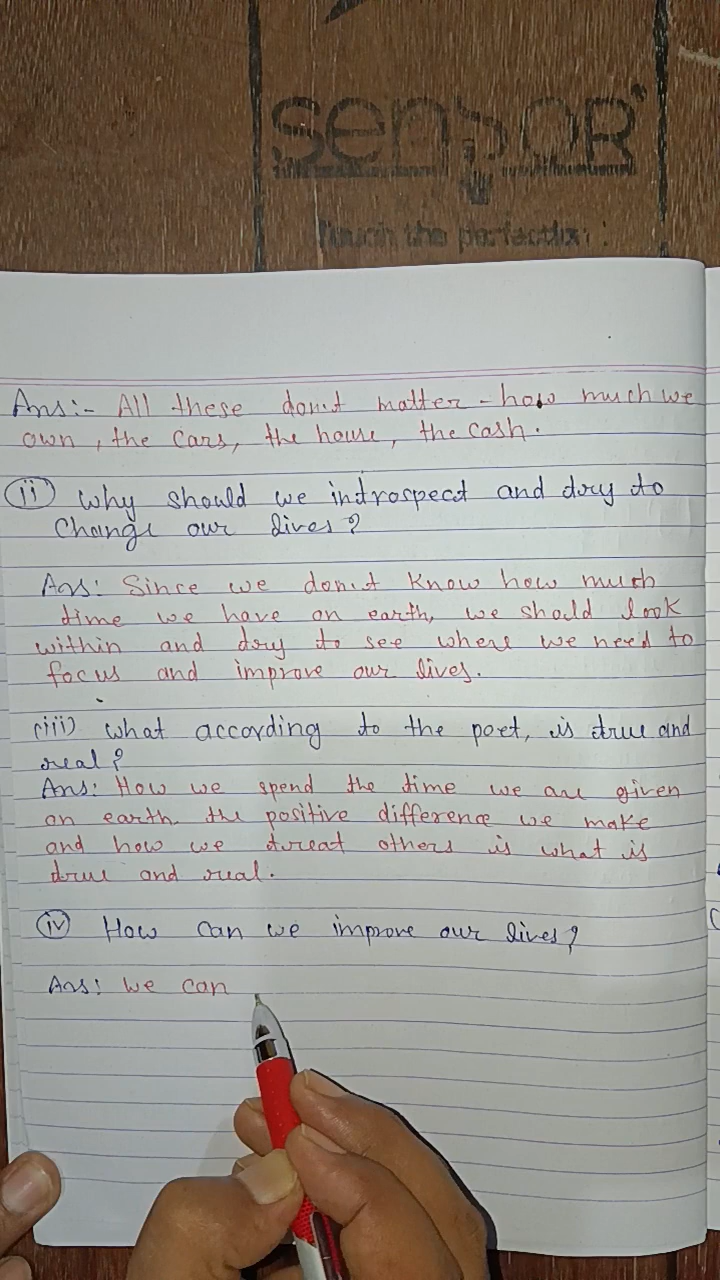 SENSOR
Touch the perfection
Ans:- All these don't matter - how much we
own, the cars, the house, the cash.
(ii) Why should we introspect and try to
change our lives?
Ans: Since we don't know how much
time we have on earth, we should look
within and try to see where we need to
focus and improve our lives.
(iii) what according to the poet, is true and
real?
Ans: How we spend the time we are given
on earth the positive difference we make
and how we treat others is what is
true and real.
(iv) How can we improve our lives?
Ans: we can